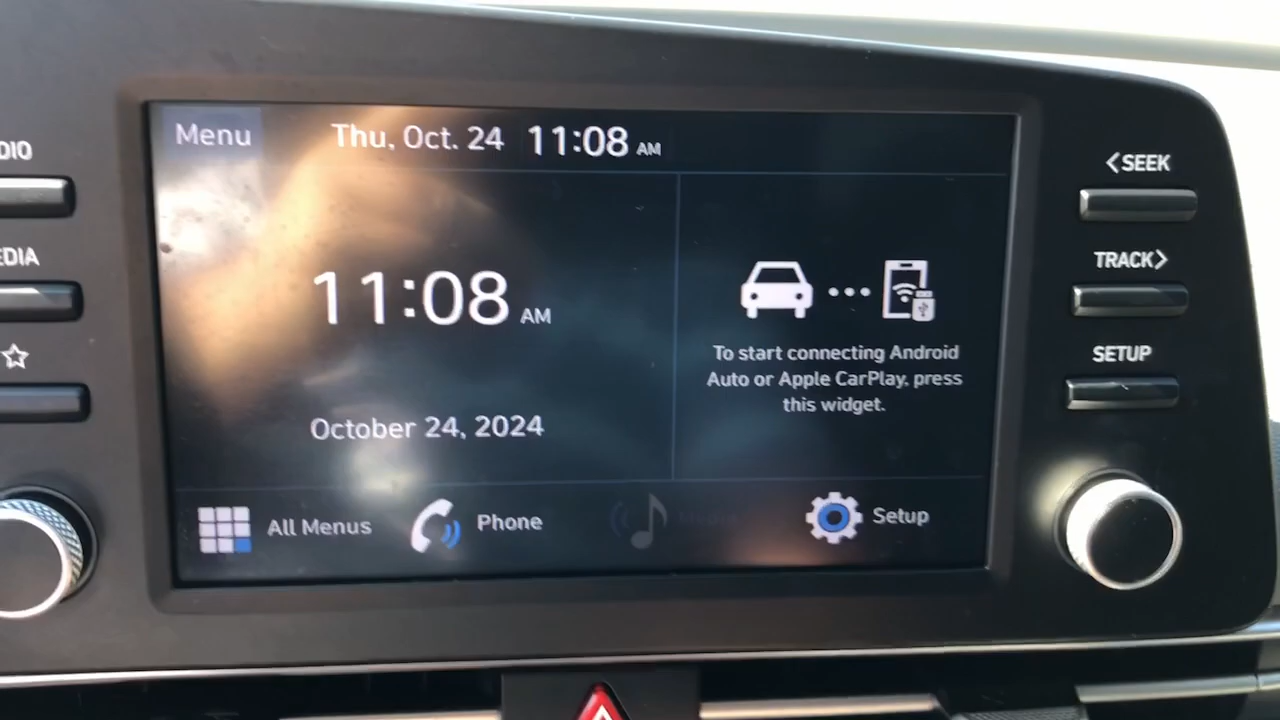 Menu
Thu, Oct. 24 11:08 AM
11:08 AM
October 24, 2024
To start connecting Android
Auto or Apple CarPlay, press
this widget.
All Menus
Phone
Setup
DIO
EDIA
<SEEK
TRACK>
SETUP